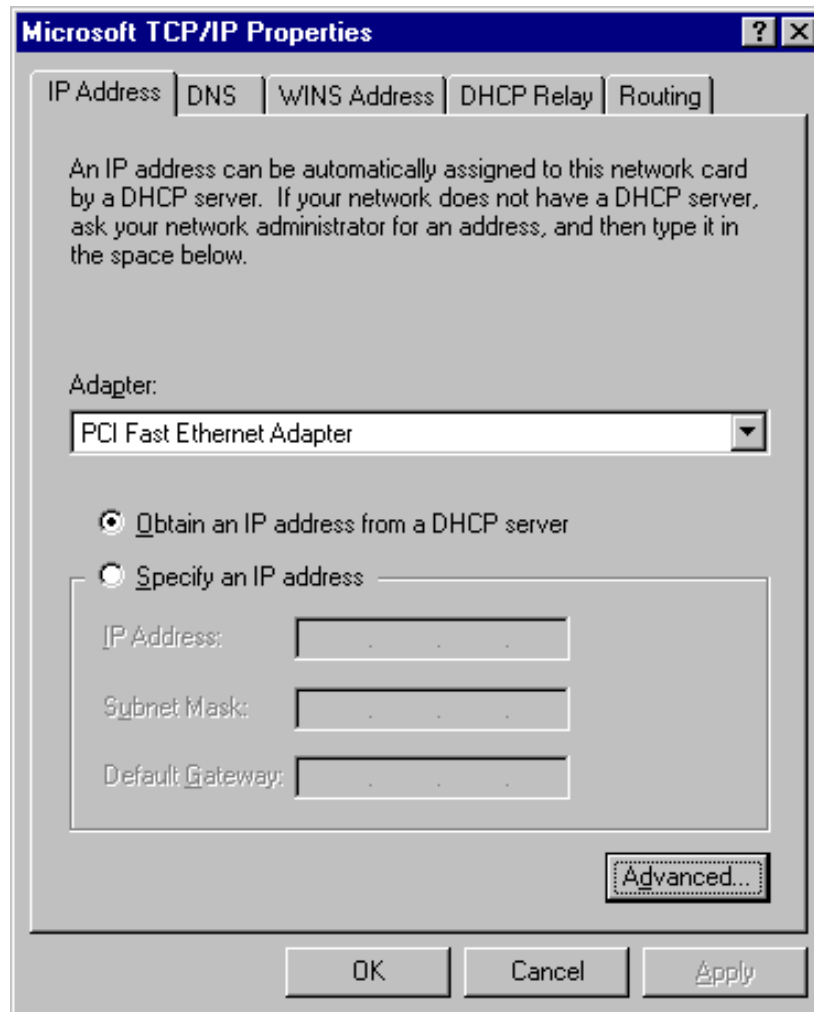 Microsoft TCP/IP Properties
IP Address DNS WINS Address DHCP Relay Routing
An IP address can be automatically assigned to this network card
by a DHCP server.  If your network does not have a DHCP server,
ask your network administrator for an address, and then type it in
the space below.
Adapter:
PCI Fast Ethernet Adapter
Obtain an IP address from a DHCP server
Specify an IP address
IP Address:
Subnet Mask:
Default Gateway:
Advanced...
OK Cancel Apply